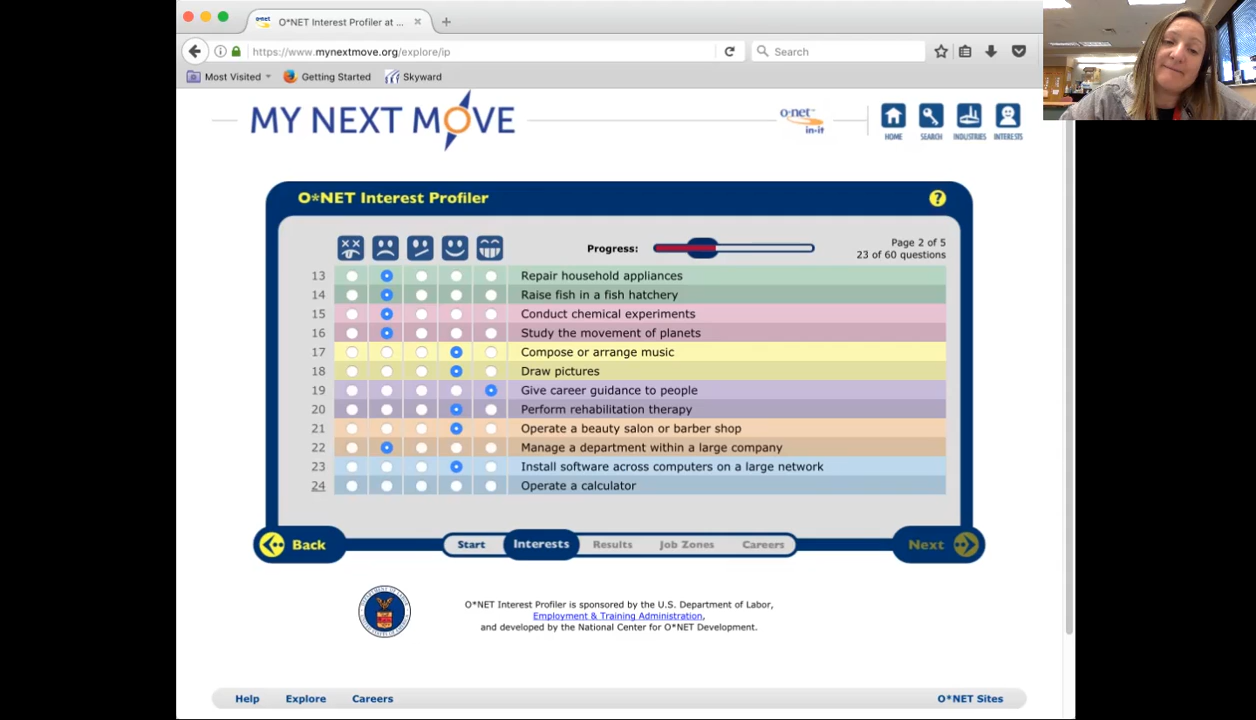 O*NET Interest Profiler at ...
https://www.mynextmove.org/explore/ip
Search
Most Visited
Getting Started
Skyward
MY NEXT MOVE
o·net™
in-it
HOME
SEARCH
INDUSTRIES
INTERESTS
O*NET Interest Profiler
?
Progress:
Page 2 of 5
23 of 60 questions
13 Repair household appliances
14 Raise fish in a fish hatchery
15 Conduct chemical experiments
16 Study the movement of planets
17 Compose or arrange music
18 Draw pictures
19 Give career guidance to people
20 Perform rehabilitation therapy
21 Operate a beauty salon or barber shop
22 Manage a department within a large company
23 Install software across computers on a large network
24 Operate a calculator
Back
Start
Interests
Results
Job Zones
Careers
Next
O*NET Interest Profiler is sponsored by the U.S. Department of Labor,
Employment & Training Administration,
and developed by the National Center for O*NET Development.
Help
Explore
Careers
O*NET Sites